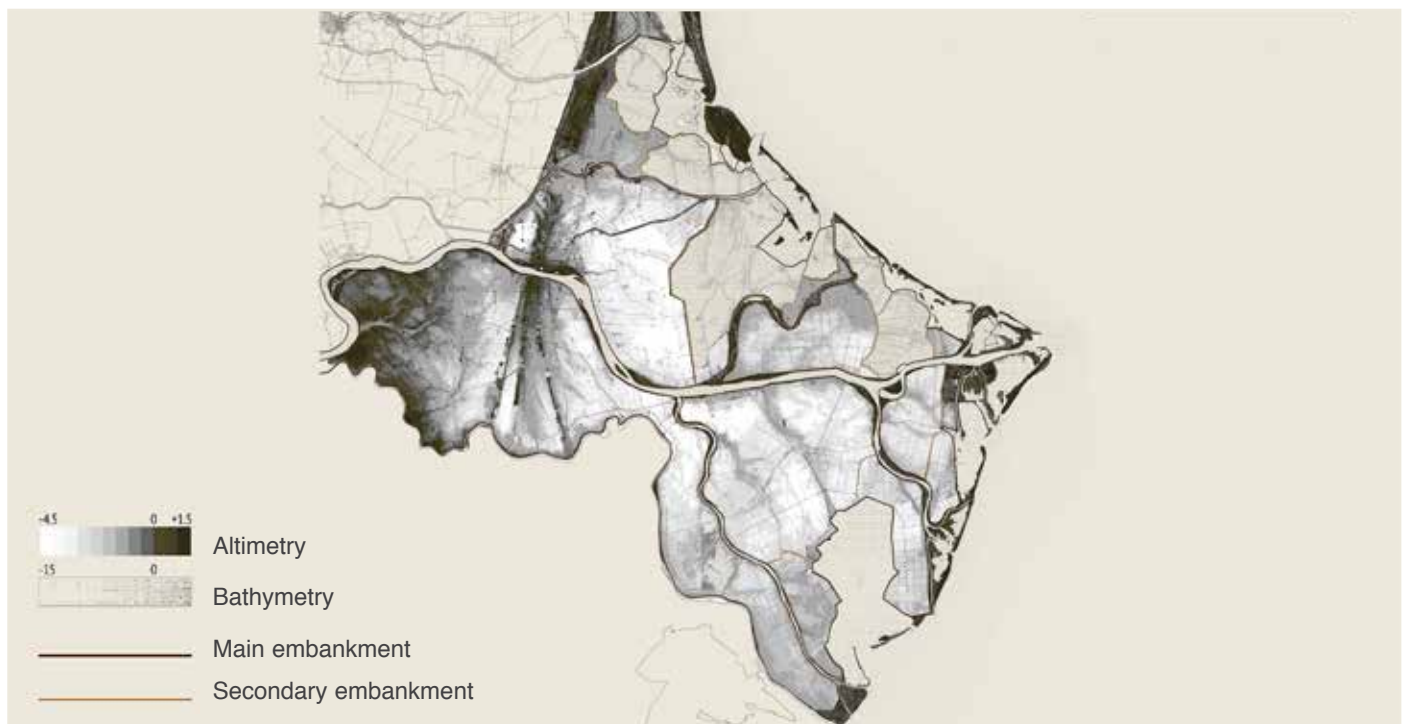 -4.5 0 +1.5
Altimetry
-15 0
Bathymetry
Main embankment
Secondary embankment